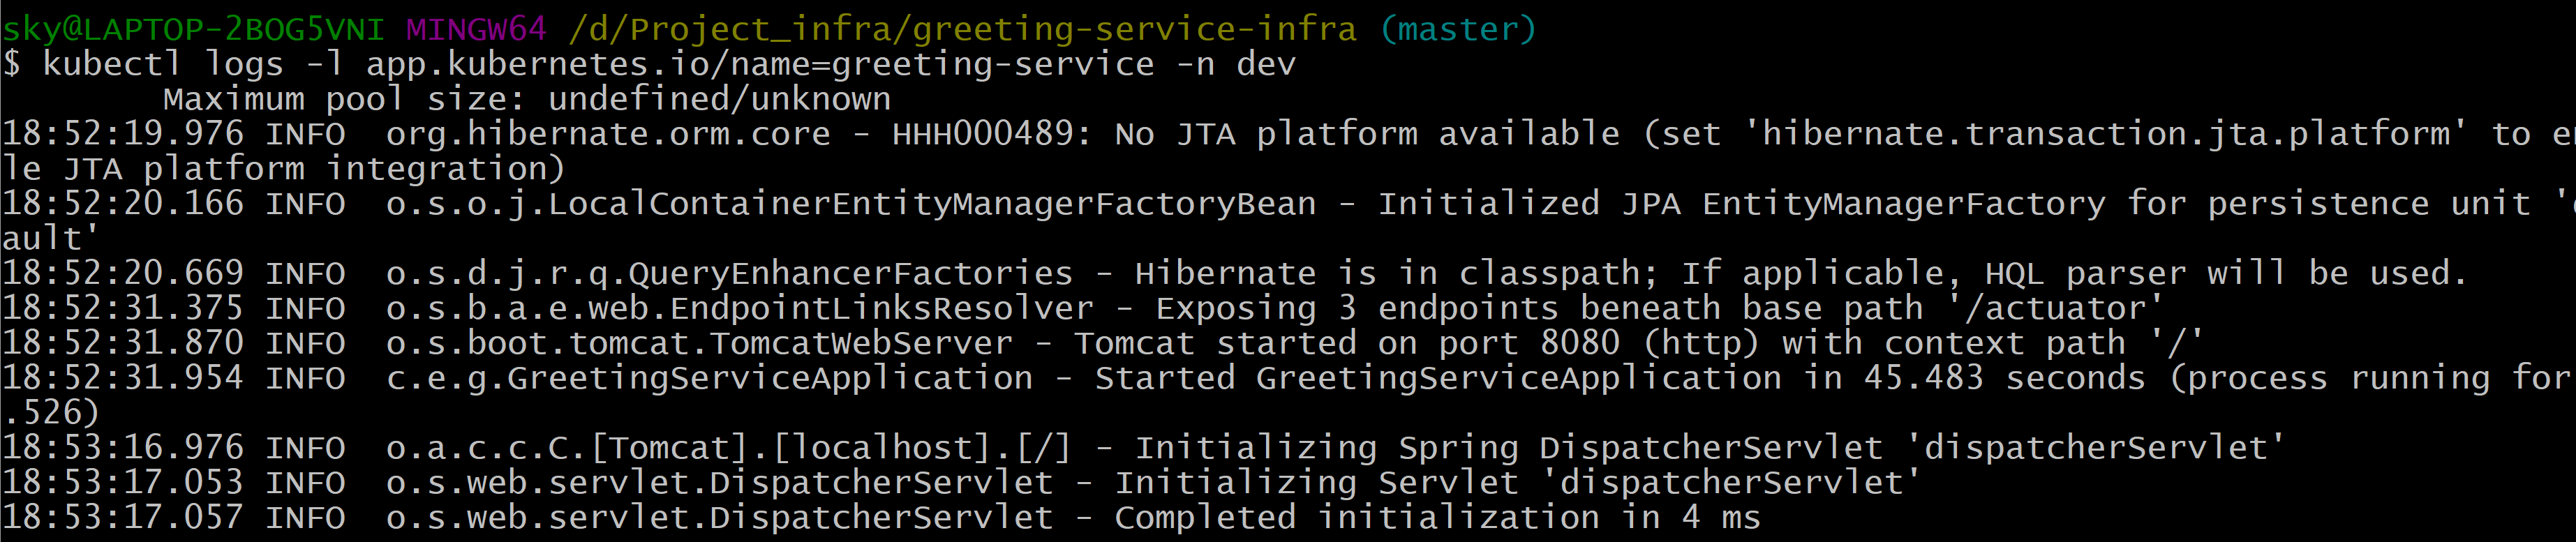 sky@LAPTOP-2BOG5VNI MINGW64 /d/Project_infra/greeting-service-infra (master)
$ kubectl logs -l app.kubernetes.io/name=greeting-service -n dev
Maximum pool size: undefined/unknown
18:52:19.976 INFO  org.hibernate.orm.core - HHH000489: No JTA platform available (set 'hibernate.transaction.jta.platform' to
le JTA platform integration)
18:52:20.166 INFO  o.s.o.j.LocalContainerEntityManagerFactoryBean - Initialized JPA EntityManagerFactory for persistence unit '
ault'
18:52:20.669 INFO  o.s.d.j.r.q.QueryEnhancerFactories - Hibernate is in classpath; If applicable, HQL parser will be used.
18:52:31.375 INFO  o.s.b.a.e.web.EndpointLinksResolver - Exposing 3 endpoints beneath base path '/actuator'
18:52:31.870 INFO  o.s.boot.tomcat.TomcatWebServer - Tomcat started on port 8080 (http) with context path '/'
18:52:31.954 INFO  c.e.g.GreetingServiceApplication - Started GreetingServiceApplication in 45.483 seconds (process running for
.526)
18:53:16.976 INFO  o.a.c.c.C.[Tomcat].[localhost].[/] - Initializing Spring DispatcherServlet 'dispatcherServlet'
18:53:17.053 INFO  o.s.web.servlet.DispatcherServlet - Initializing Servlet 'dispatcherServlet'
18:53:17.057 INFO  o.s.web.servlet.DispatcherServlet - Completed initialization in 4 ms